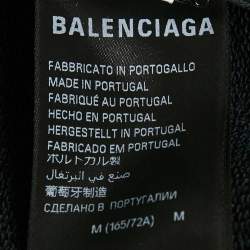 BALENCIAGA
FABBRICATO IN PORTOGALLO
MADE IN PORTUGAL
FABRIQUÉ AU PORTUGAL
HECHO EN PORTUGAL
HERGESTELLT IN PORTUGAL
FABRICADO EM PORTUGAL
ポルトカル製
صنع في البرتغال
葡萄牙制造
СДЕЛАНО В ПОРТУГАЛИИ
M (165/72A) M